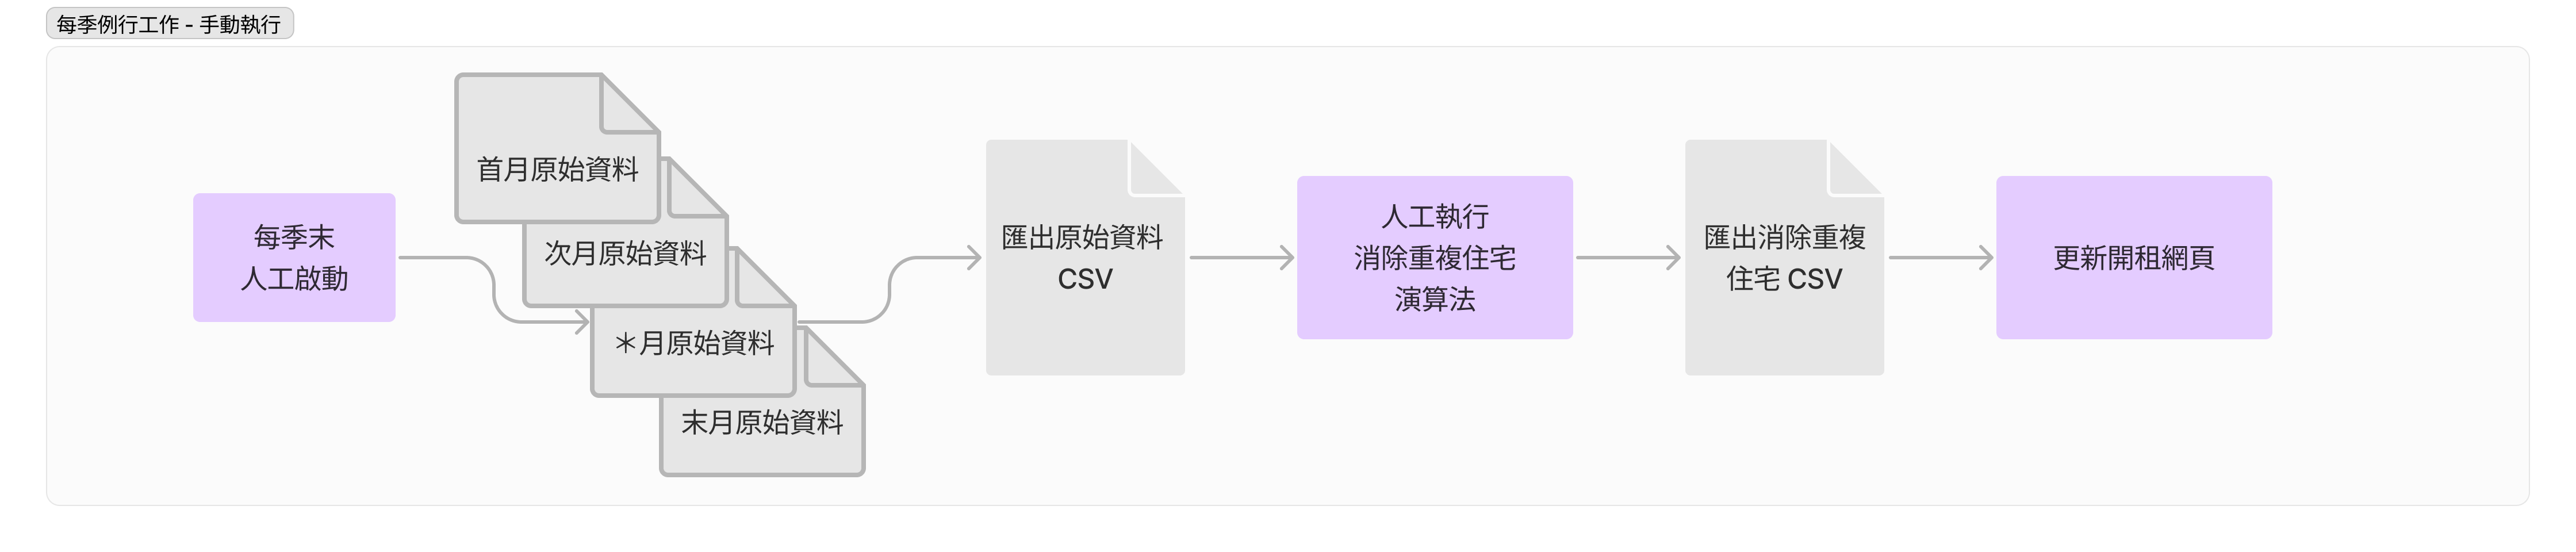 每季例行工作 - 手動執行
每季末
人工啟動
首月原始資料
次月原始資料
＊月原始資料
末月原始資料
匯出原始資料
CSV
人工執行
消除重複住宅
演算法
匯出消除重複
住宅 CSV
更新開租網頁